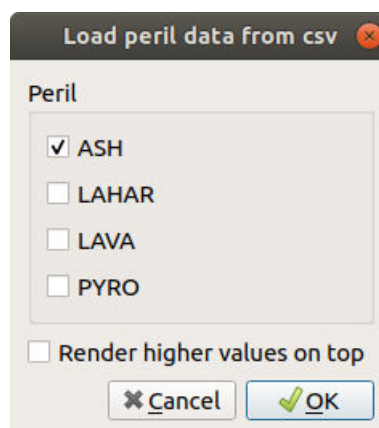 Load peril data from csv
Peril
ASH
LAHAR
LAVA
PYRO
Render higher values on top
Cancel OK